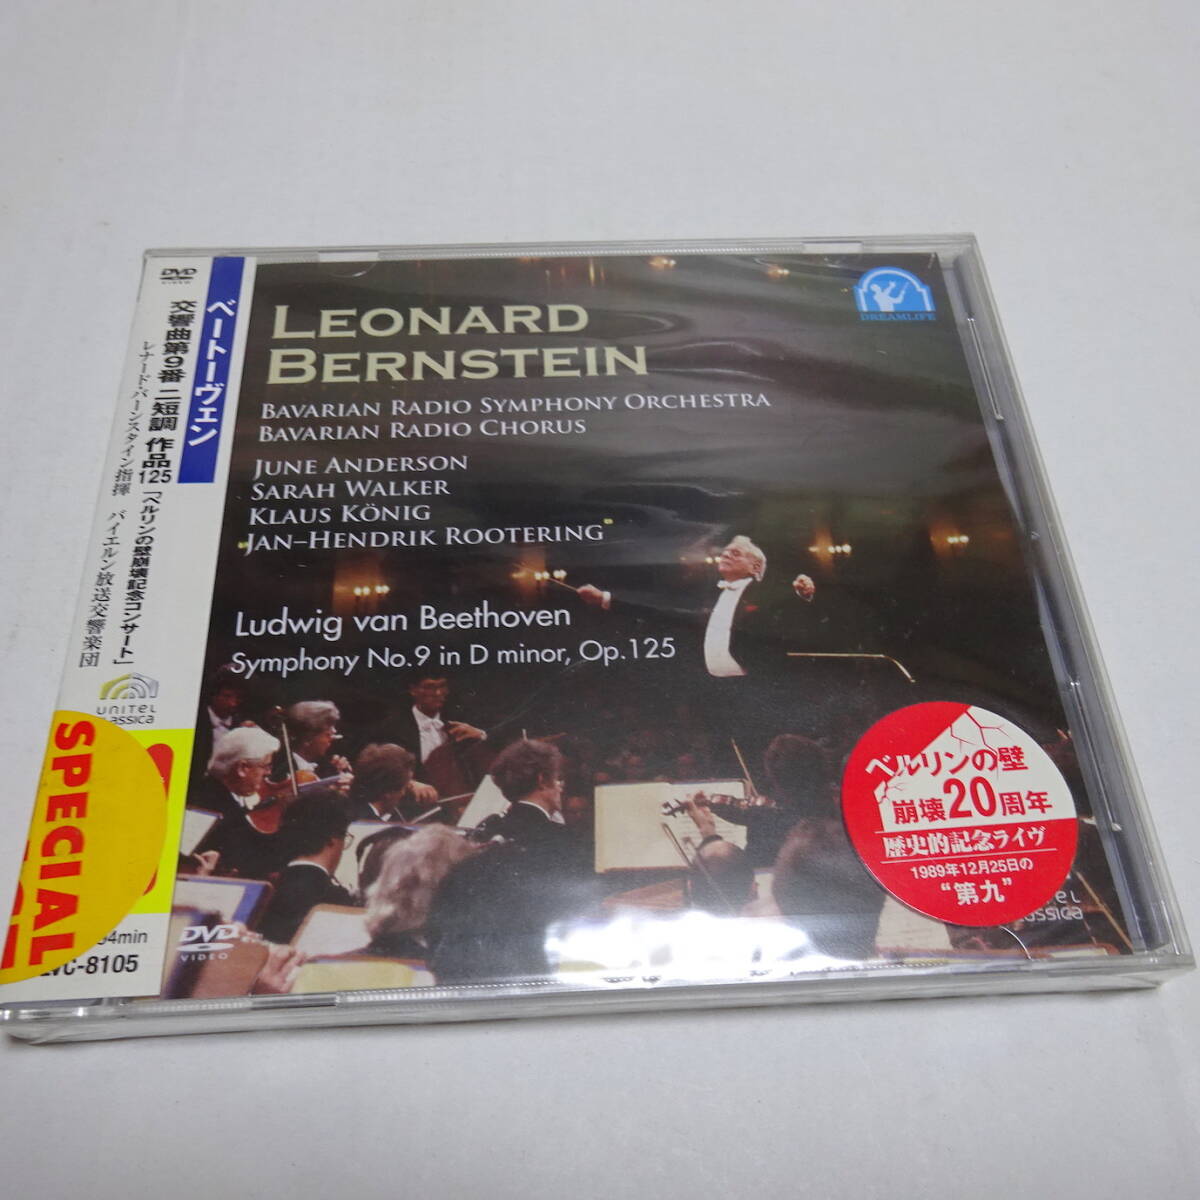 DVD
VIDEO
ベートーヴェン
交響曲第9番 ニ短調 作品125「ベルリンの壁崩壊記念コンサート」
レナード・バーンスタイン指揮 バイエルン放送交響楽団
UNITEL
classica
SPECIAL
4min
VC-8105
LEONARD
BERNSTEIN
BAVARIAN RADIO SYMPHONY ORCHESTRA
BAVARIAN RADIO CHORUS
JUNE ANDERSON
SARAH WALKER
KLAUS KÖNIG
JAN–HENDRIK ROOTERING
Ludwig van Beethoven
Symphony No.9 in D minor, Op.125
DREAMLIFE
ベルリンの壁
崩壊20周年
歴史的記念ライヴ
1989年12月25日の
“第九”
DVD
VIDEO